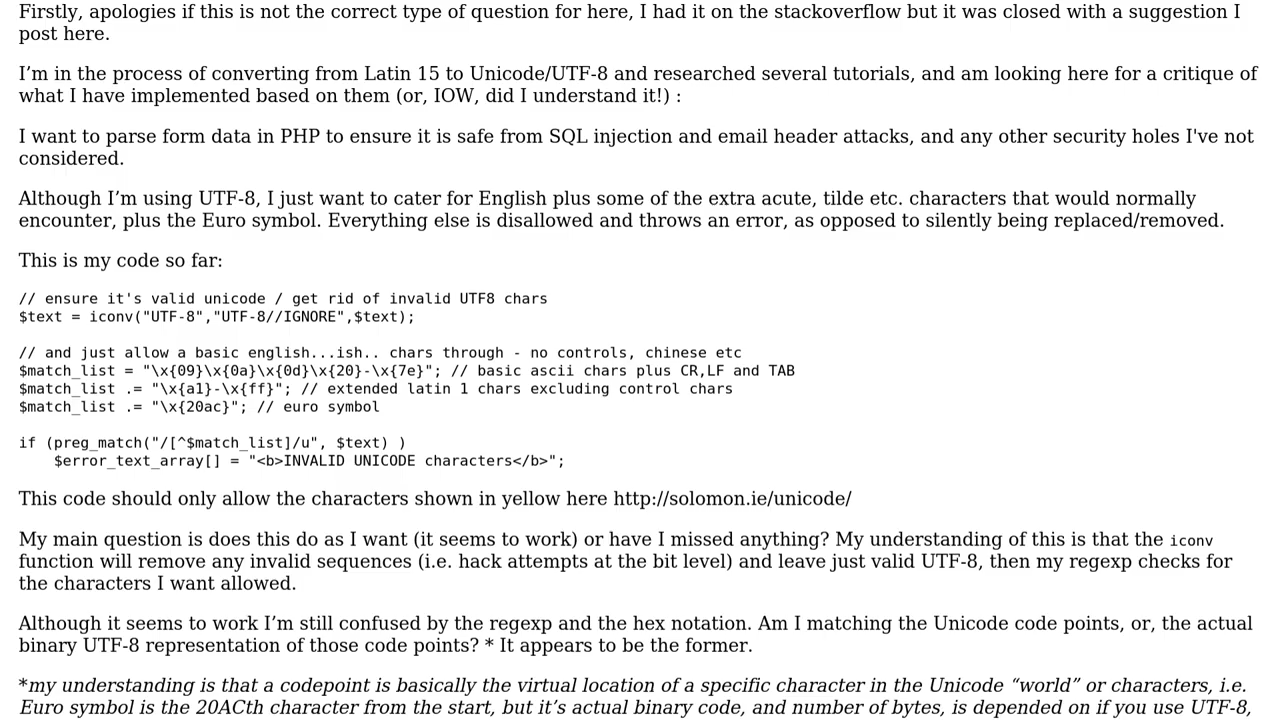 Firstly, apologies if this is not the correct type of question for here, I had it on the stackoverflow but it was closed with a suggestion I
post here.
I’m in the process of converting from Latin 15 to Unicode/UTF-8 and researched several tutorials, and am looking here for a critique of
what I have implemented based on them (or, IOW, did I understand it!) :
I want to parse form data in PHP to ensure it is safe from SQL injection and email header attacks, and any other security holes I've not
considered.
Although I’m using UTF-8, I just want to cater for English plus some of the extra acute, tilde etc. characters that would normally
encounter, plus the Euro symbol. Everything else is disallowed and throws an error, as opposed to silently being replaced/removed.
This is my code so far:
// ensure it's valid unicode / get rid of invalid UTF8 chars
$text = iconv("UTF-8","UTF-8//IGNORE",$text);
// and just allow a basic english...ish.. chars through - no controls, chinese etc
$match_list = "\x{09}\x{0a}\x{0d}\x{20}-\x{7e}"; // basic ascii chars plus CR,LF and TAB
$match_list .= "\x{a1}-\x{ff}"; // extended latin 1 chars excluding control chars
$match_list .= "\x{20ac}"; // euro symbol
if (preg_match("/[^$match_list]/u", $text) )
    $error_text_array[] = "<b>INVALID UNICODE characters</b>";
This code should only allow the characters shown in yellow here http://solomon.ie/unicode/
My main question is does this do as I want (it seems to work) or have I missed anything? My understanding of this is that the iconv
function will remove any invalid sequences (i.e. hack attempts at the bit level) and leave just valid UTF-8, then my regexp checks for
the characters I want allowed.
Although it seems to work I’m still confused by the regexp and the hex notation. Am I matching the Unicode code points, or, the actual
binary UTF-8 representation of those code points? * It appears to be the former.
*my understanding is that a codepoint is basically the virtual location of a specific character in the Unicode “world” or characters, i.e.
Euro symbol is the 20ACth character from the start, but it’s actual binary code, and number of bytes, is depended on if you use UTF-8,